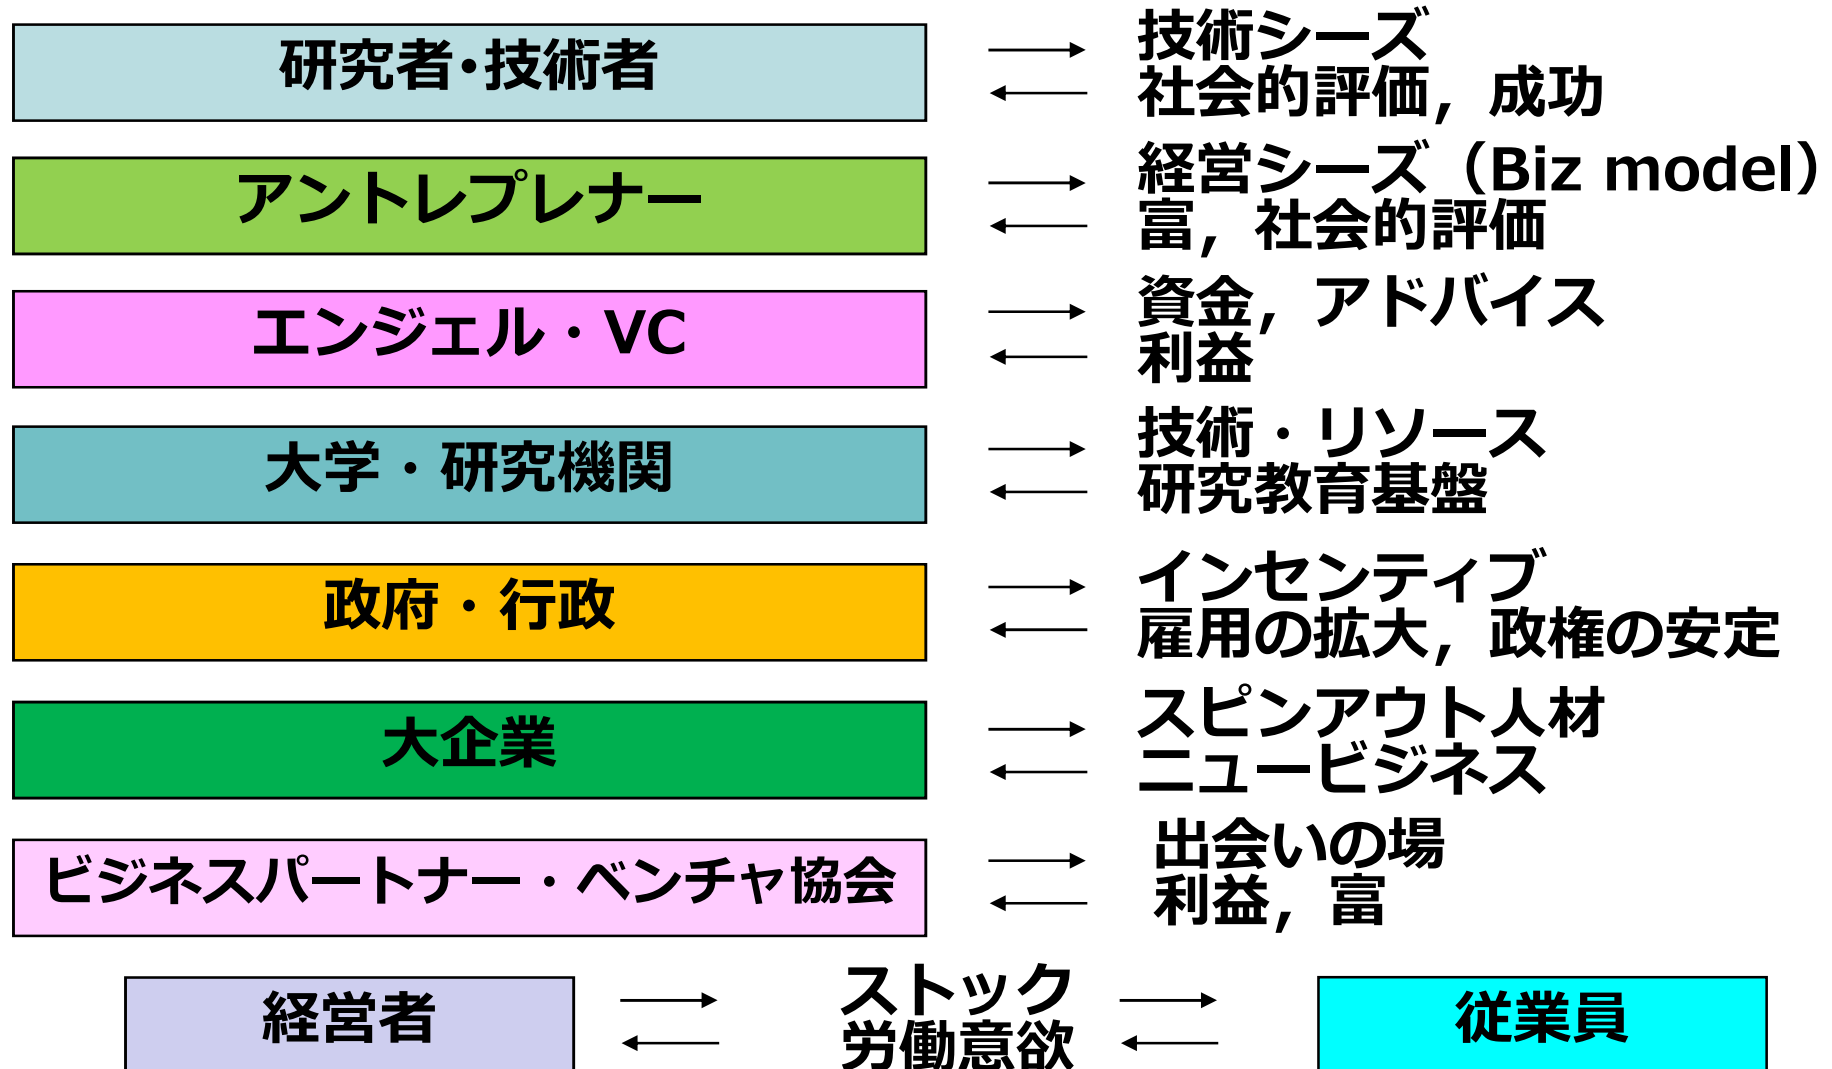 研究者・技術者
技術シーズ
社会的評価，成功
アントレプレナー
経営シーズ（Biz model）
富，社会的評価
エンジェル・VC
資金，アドバイス
利益
大学・研究機関
技術・リソース
研究教育基盤
政府・行政
インセンティブ
雇用の拡大，政権の安定
大企業
スピンアウト人材
ニュービジネス
ビジネスパートナー・ベンチャ協会
出会いの場
利益，富
経営者
ストック
労働意欲
従業員